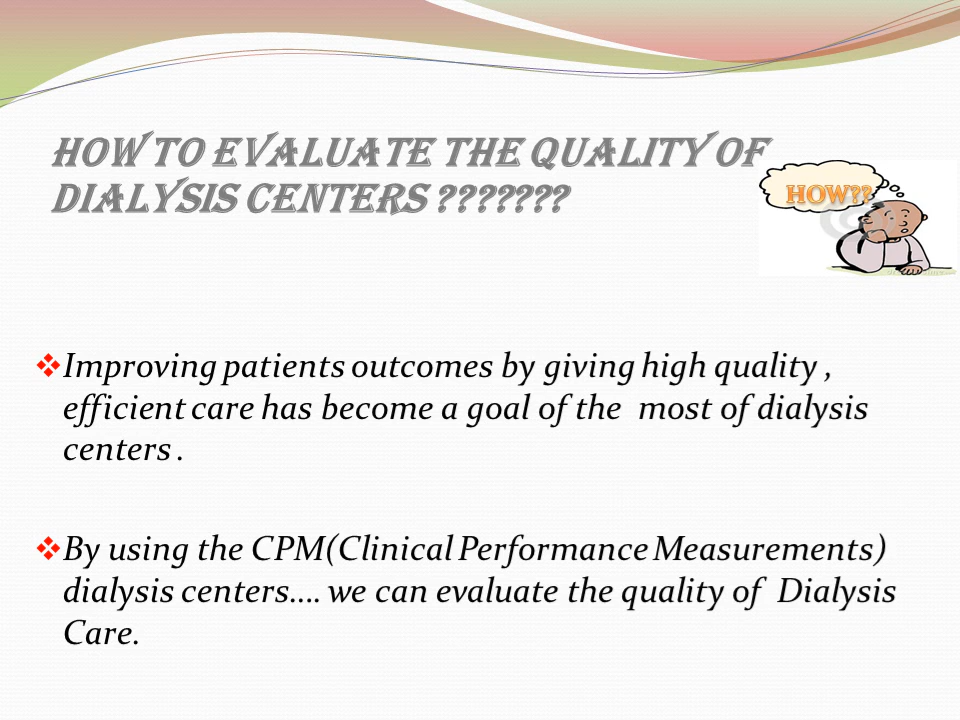 HOW TO EVALUATE THE QUALITY OF
DIALYSIS CENTERS ???????
HOW??
Improving patients outcomes by giving high quality ,
efficient care has become a goal of the most of dialysis
centers .
By using the CPM(Clinical Performance Measurements)
dialysis centers.... we can evaluate the quality of Dialysis
Care.